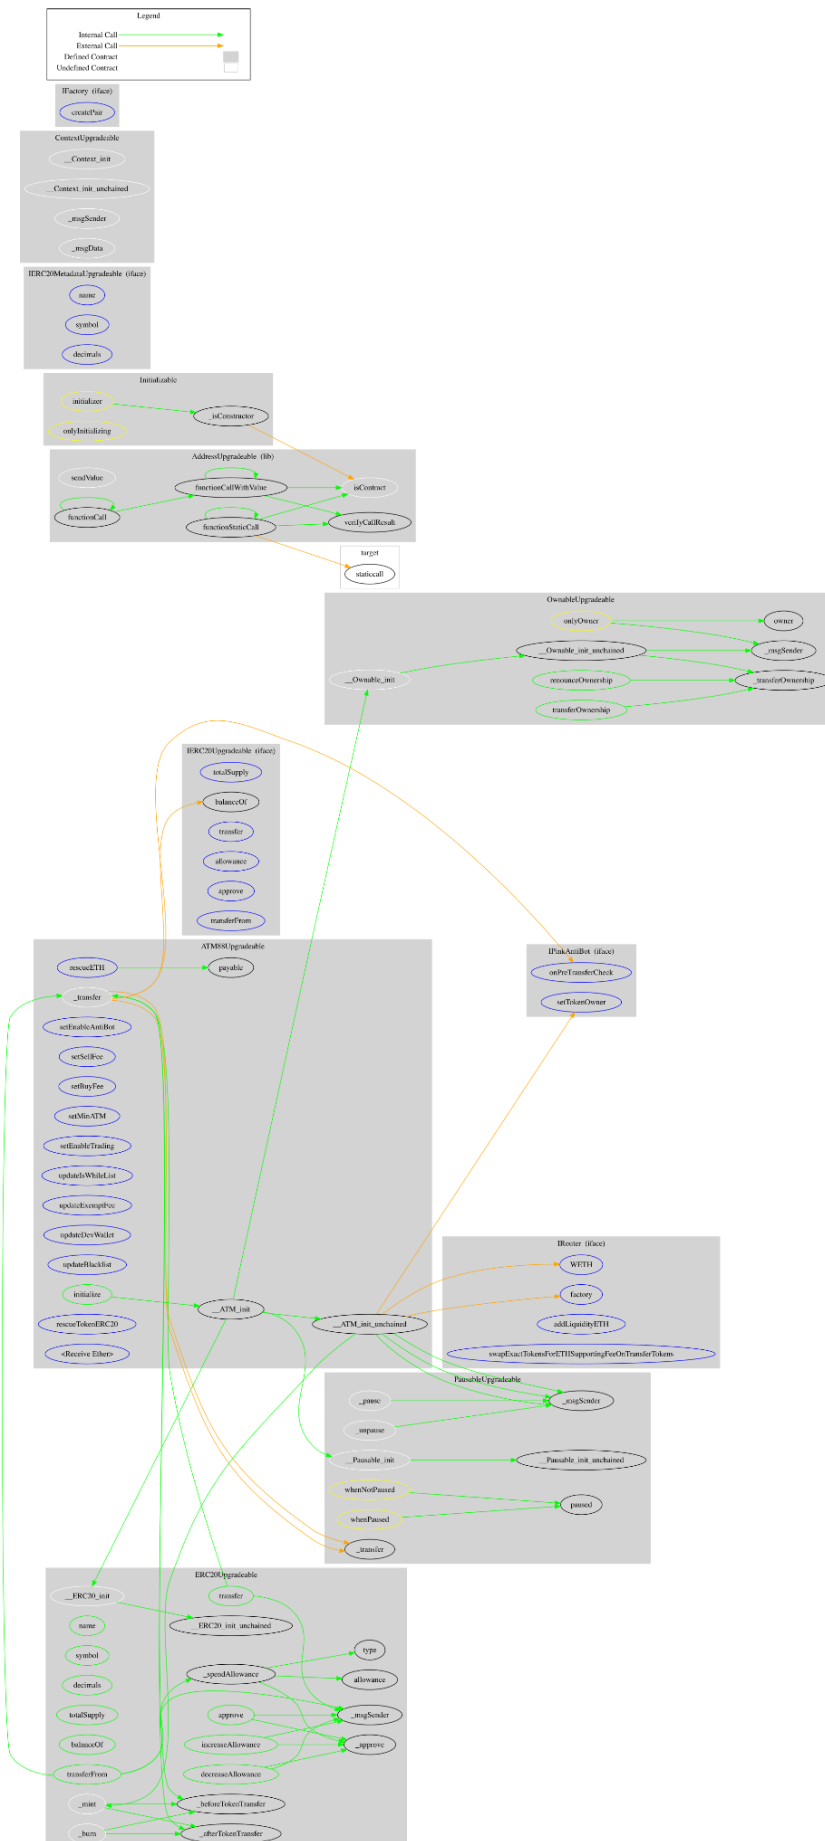 Legend
Internal Call
External Call
Defined Contract
Undefined Contract
IFactory (iface)
createPair
ContextUpgradeable
__Context_init
__Context_init_unchained
_msgSender
_msgData
IERC20MetadataUpgradeable (iface)
name
symbol
decimals
Initializable
initializer
_isConstructor
onlyInitializing
AddressUpgradeable (lib)
sendValue
functionCallWithValue
isContract
functionCall
functionStaticCall
verifyCallResult
target
staticcall
OwnableUpgradeable
onlyOwner
owner
__Ownable_init_unchained
_msgSender
__Ownable_init
renounceOwnership
_transferOwnership
transferOwnership
IERC20Upgradeable (iface)
totalSupply
balanceOf
transfer
allowance
approve
transferFrom
ATM88Upgradeable
rescueETH
payable
_transfer
setEnableAntiBot
setSellFee
setBuyFee
setMinATM
setEnableTrading
updateIsWhileList
updateExemptFee
updateDevWallet
updateBlacklist
initialize
__ATM_init
rescueTokenERC20
__ATM_init_unchained
<Receive Ether>
IPinkAntiBot (iface)
onPreTransferCheck
setTokenOwner
IRouter (iface)
WETH
factory
addLiquidityETH
swapExactTokensForETHSupportingFeeOnTransferTokens
PausableUpgradeable
_pause
_msgSender
_unpause
__Pausable_init
__Pausable_init_unchained
whenNotPaused
paused
whenPaused
_transfer
ERC20Upgradeable
__ERC20_init
transfer
name
__ERC20_init_unchained
symbol
type
decimals
_spendAllowance
allowance
totalSupply
approve
_msgSender
balanceOf
increaseAllowance
_approve
transferFrom
decreaseAllowance
_mint
_beforeTokenTransfer
_burn
_afterTokenTransfer